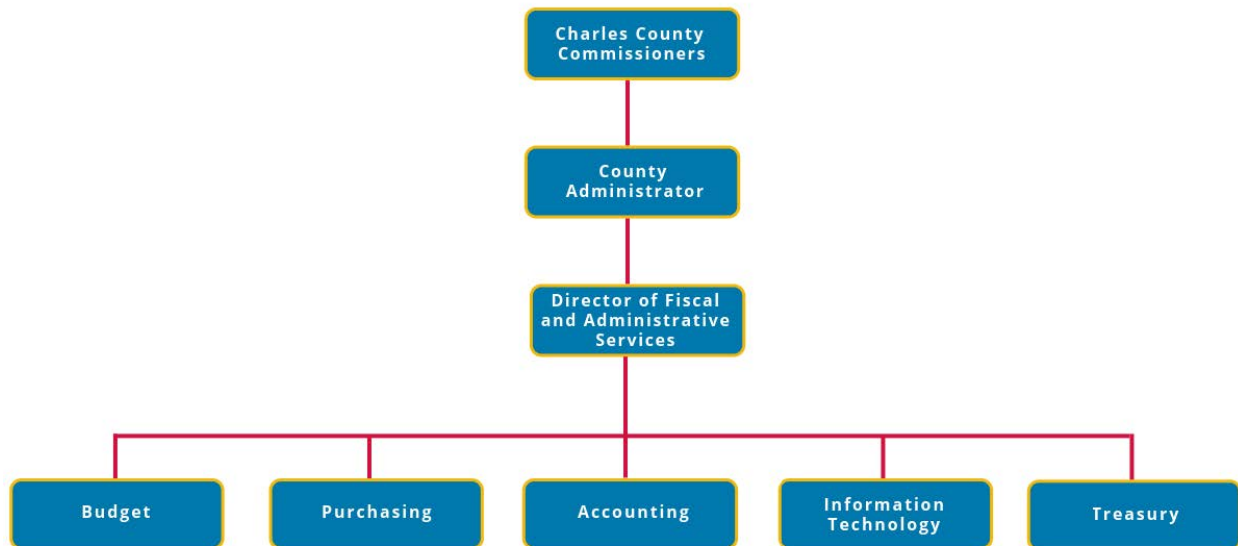 Charles County
Commissioners
County
Administrator
Director of Fiscal
and Administrative
Services
Budget
Purchasing
Accounting
Information
Technology
Treasury